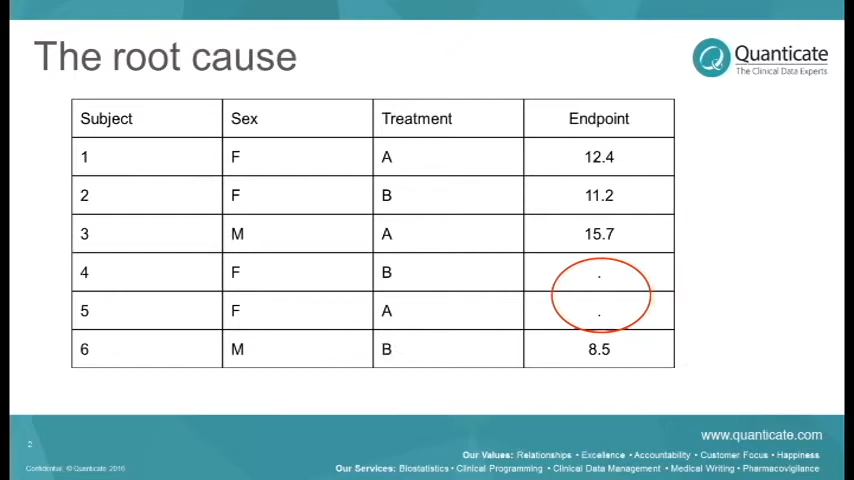 The root cause
Quanticate
The Clinical Data Experts
Subject Sex Treatment Endpoint
1 F A 12.4
2 F B 11.2
3 M A 15.7
4 F B .
5 F A .
6 M B 8.5
2
www.quanticate.com
Our Values: Relationships • Excellence • Accountability • Customer Focus • Happiness
Confidential: © Quanticate 2016
Our Services: Biostatistics • Clinical Programming • Clinical Data Management • Medical Writing • Pharmacovigilance